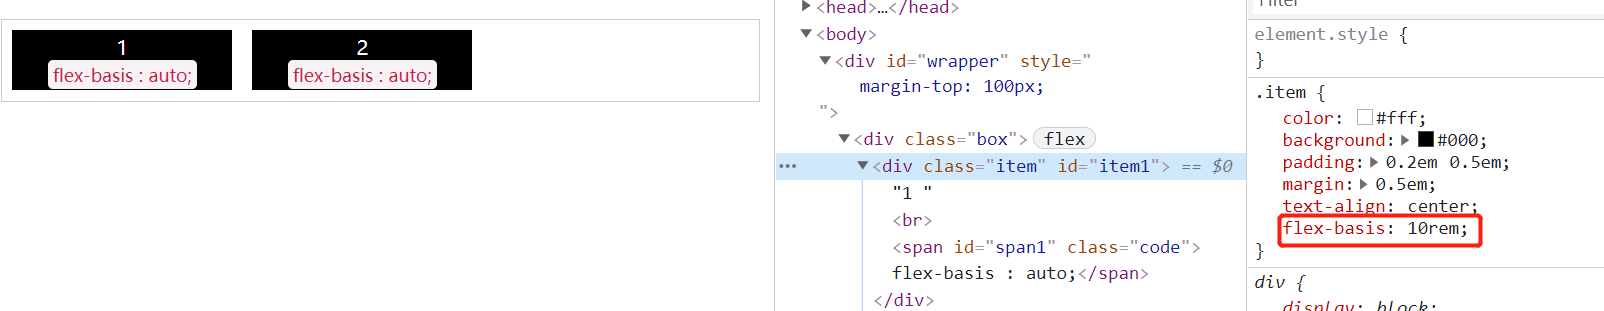 1
flex-basis : auto;
2
flex-basis : auto;
<head>…</head>
<body>
<div id="wrapper" style="
margin-top: 100px;
">
<div class="box"> flex
••• <div class="item" id="item1"> == $0
"1 "
<br>
<span id="span1" class="code">
flex-basis : auto;</span>
</div>
Filter
element.style {
}
.item {
color: #fff;
background: #000;
padding: 0.2em 0.5em;
margin: 0.5em;
text-align: center;
flex-basis: 10rem;
}
div {
display: block;